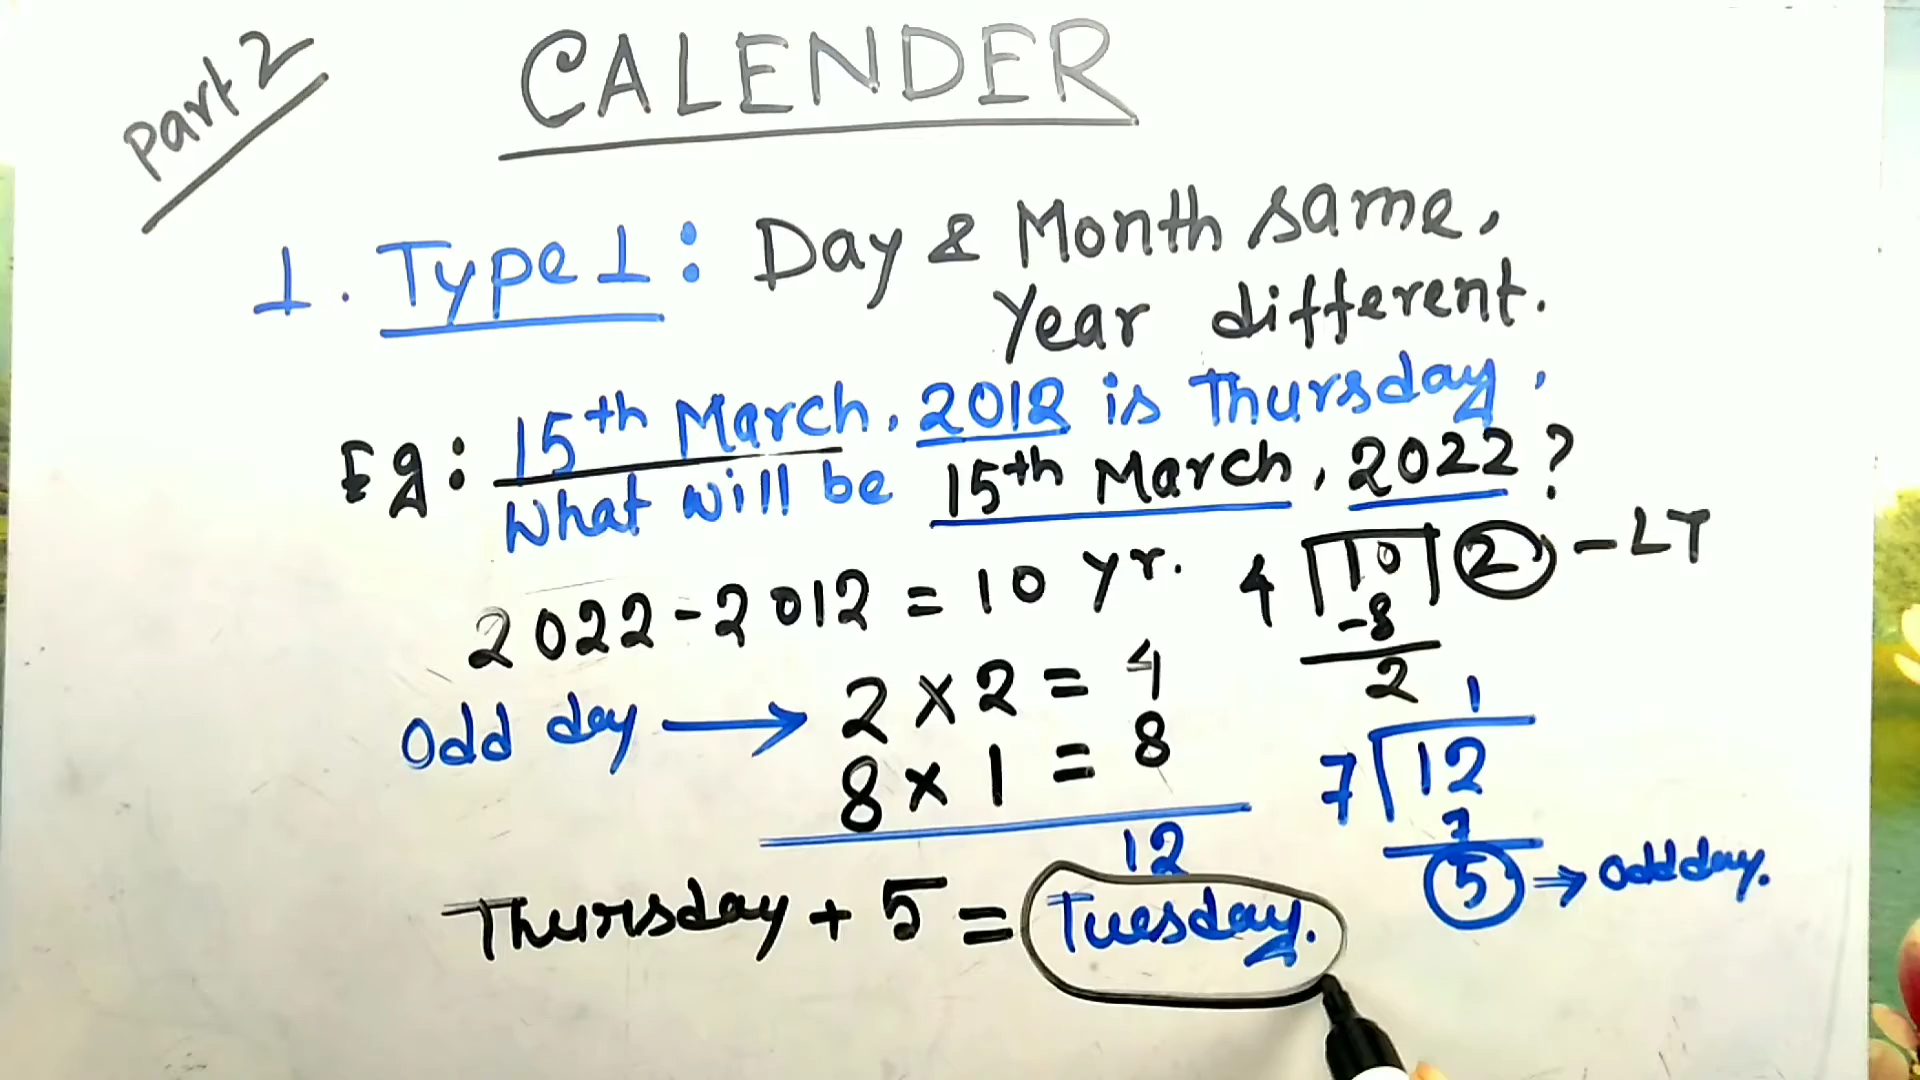 Part 2
CALENDER
1. Type 1: Day & Month same,
Year different.
Eg: 15th March, 2012 is Thursday,
What will be 15th March, 2022?
2022-2012 = 10 yr.
4 10 2 - LT
-8
2
Odd day → 2 × 2 = 4
8 × 1 = 8
12
1
7 12
7
5 → Odd day.
Thursday + 5 = Tuesday.